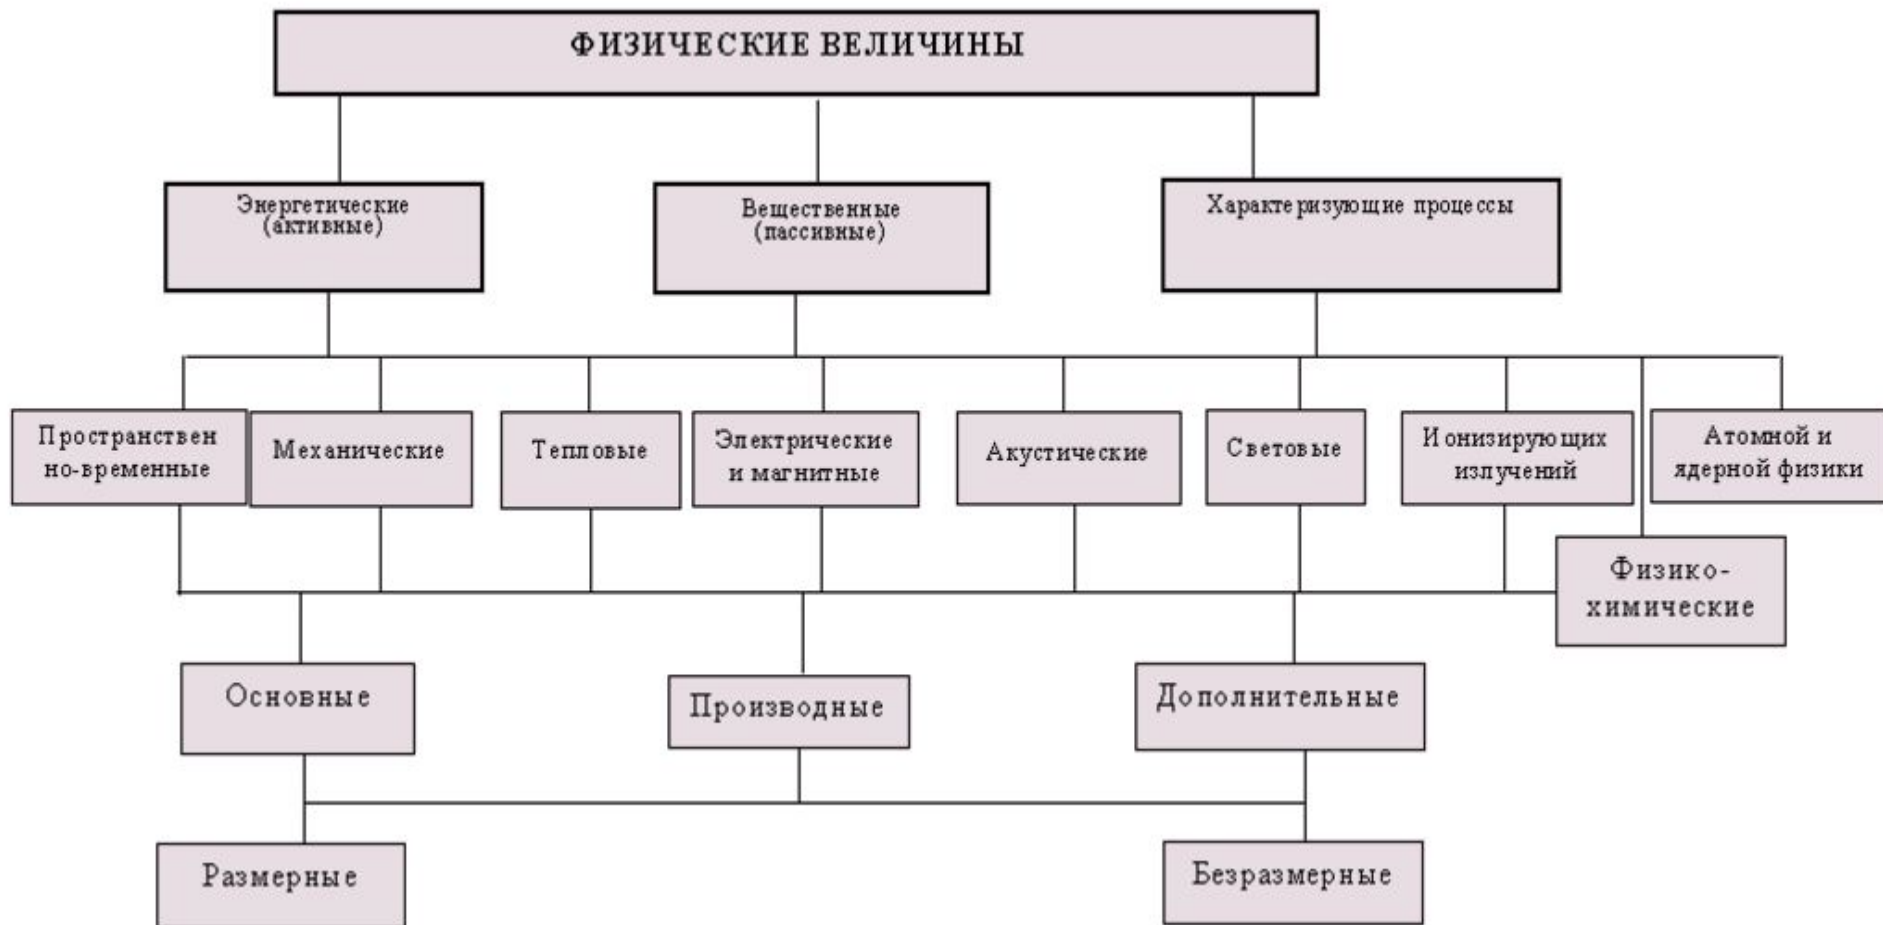 ФИЗИЧЕСКИЕ ВЕЛИЧИНЫ
Энергетические
(активные)
Вещественные
(пассивные)
Характеризующие процессы
Пространствен
но-временные
Механические
Тепловые
Электрические
и магнитные
Акустические
Световые
Ионизирующих
излучений
Атомной и
ядерной физики
Физико-
химические
Основные
Производные
Дополнительные
Размерные
Безразмерные